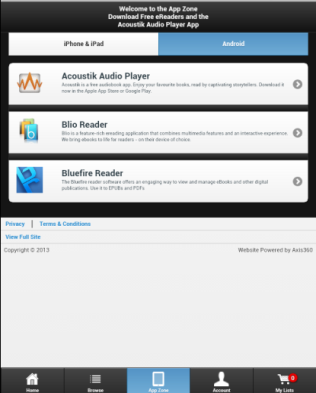 Welcome to the App Zone
Download Free eReaders and the
Acoustik Audio Player App
iPhone & iPad
Android
Acoustik Audio Player
Acoustik is a free audiobook app. Enjoy your favourite books, read by captivating storytellers. Download it
now in the Apple App Store or Google Play.
Blio Reader
Blio is a feature-rich ereading application that combines multimedia features and an interactive experience.
We bring ebooks to life for readers - on their device of choice.
Bluefire Reader
The Bluefire reader software offers an engaging way to view and manage eBooks and other digital
publications. Use it to EPUBs and PDFs
Privacy | Terms & Conditions
View Full Site
Copyright © 2013
Website Powered by Axis360
0
Home
Browse
App Zone
Account
My Lists